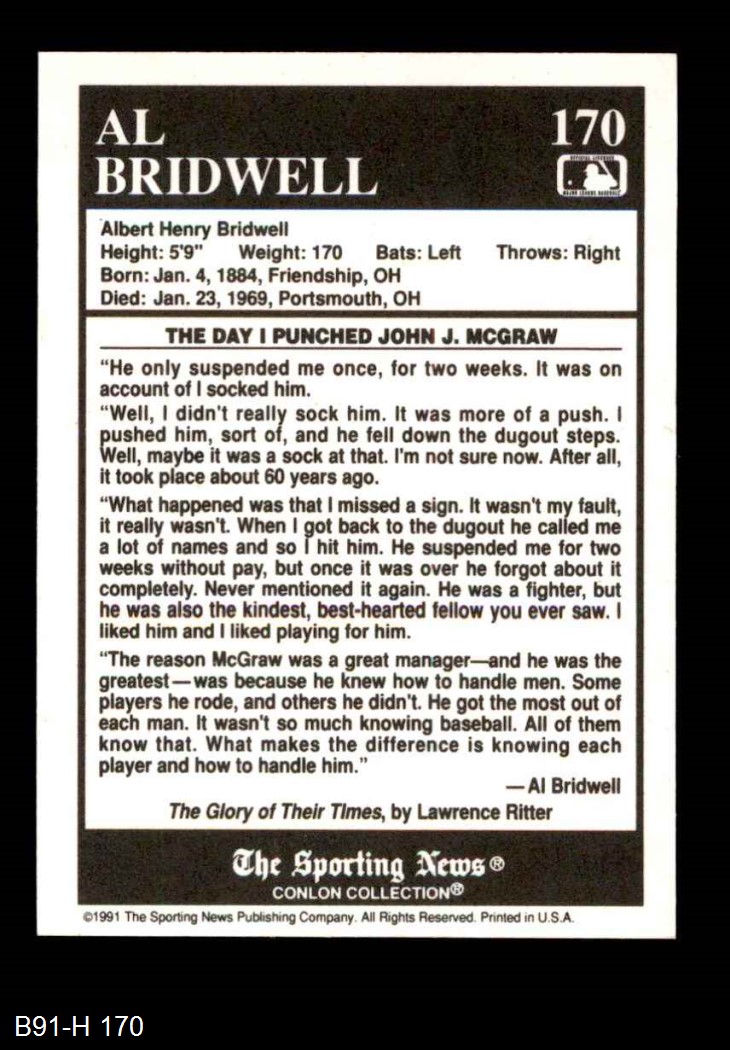 AL
BRIDWELL
170
OFFICIAL LICENSEE
MAJOR LEAGUE BASEBALL
Albert Henry Bridwell
Height: 5'9" Weight: 170 Bats: Left Throws: Right
Born: Jan. 4, 1884, Friendship, OH
Died: Jan. 23, 1969, Portsmouth, OH
THE DAY I PUNCHED JOHN J. MCGRAW
“He only suspended me once, for two weeks. It was on
account of I socked him.
“Well, I didn't really sock him. It was more of a push. I
pushed him, sort of, and he fell down the dugout steps.
Well, maybe it was a sock at that. I'm not sure now. After all,
it took place about 60 years ago.
“What happened was that I missed a sign. It wasn't my fault,
it really wasn't. When I got back to the dugout he called me
a lot of names and so I hit him. He suspended me for two
weeks without pay, but once it was over he forgot about it
completely. Never mentioned it again. He was a fighter, but
he was also the kindest, best-hearted fellow you ever saw. I
liked him and I liked playing for him.
“The reason McGraw was a great manager—and he was the
greatest—was because he knew how to handle men. Some
players he rode, and others he didn't. He got the most out of
each man. It wasn't so much knowing baseball. All of them
know that. What makes the difference is knowing each
player and how to handle him.”
—Al Bridwell
The Glory of Their Times, by Lawrence Ritter
The Sporting News®
CONLON COLLECTION®
©1991 The Sporting News Publishing Company. All Rights Reserved. Printed in U.S.A.
B91-H 170